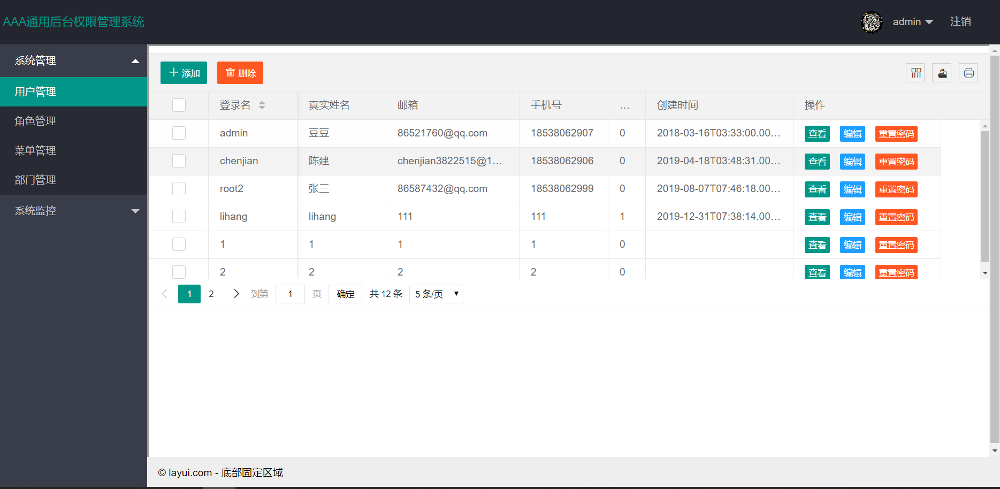 AAA通用后台权限管理系统 admin 注销
系统管理
用户管理
角色管理
菜单管理
部门管理
系统监控
添加 删除
登录名 真实姓名 邮箱 手机号 ... 创建时间 操作
admin 豆豆 86521760@qq.com 18538062907 0 2018-03-16T03:33:00.00... 查看 编辑 重置密码
chenjian 陈建 chenjian3822515@1... 18538062906 0 2019-04-18T03:48:31.00... 查看 编辑 重置密码
root2 张三 86587432@qq.com 18538062999 0 2019-08-07T07:46:18.00... 查看 编辑 重置密码
lihang lihang 111 111 1 2019-12-31T07:38:14.00... 查看 编辑 重置密码
1 1 1 1 0 查看 编辑 重置密码
2 2 2 2 0 查看 编辑 重置密码
1 2 到第 1 页 确定 共 12 条 5 条/页
© layui.com - 底部固定区域